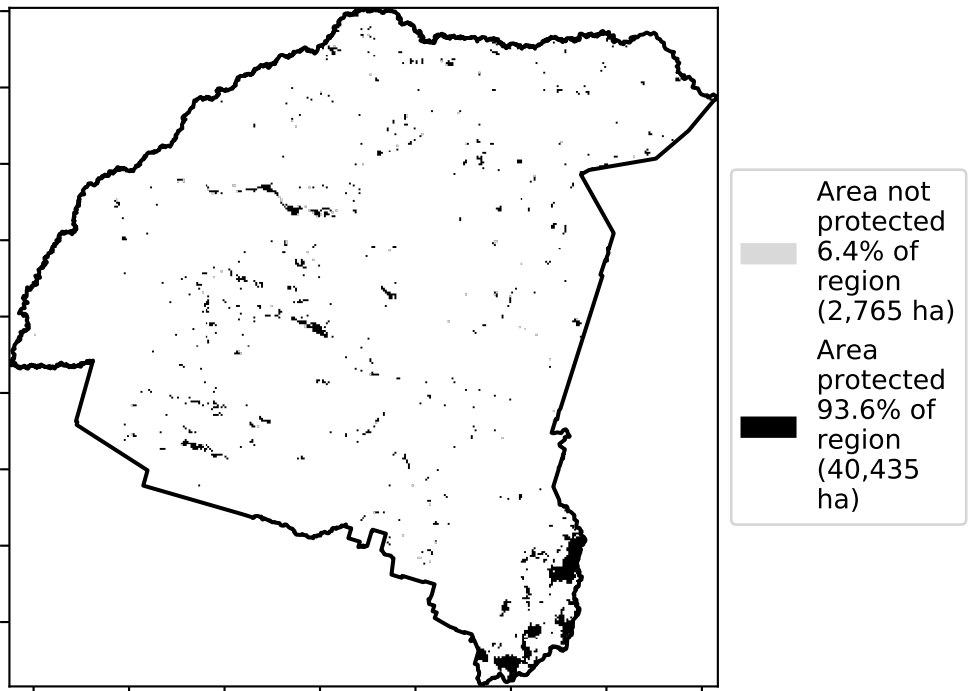 Area not
protected
6.4% of
region
(2,765 ha)
Area
protected
93.6% of
region
(40,435
ha)